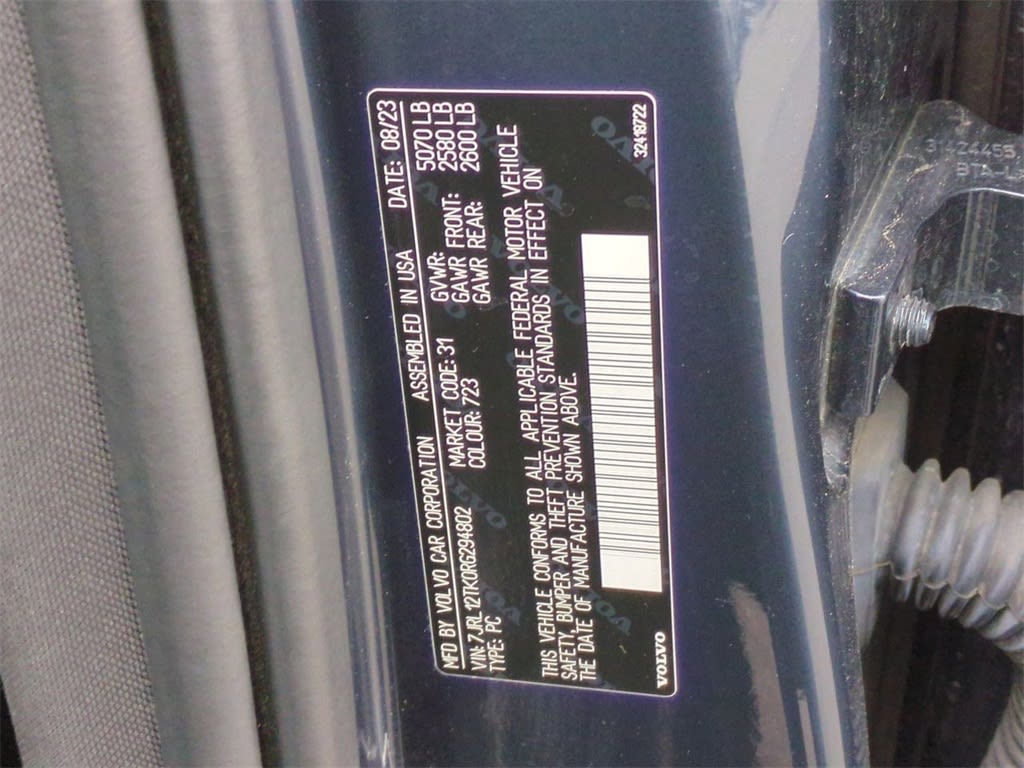 MFD BY VOLVO CAR CORPORATION ASSEMBLED IN USA DATE: 08/23
VIN: 7JRL12TK0RG294802 MARKET CODE: 31 GVWR: 5070 LB
TYPE: PC COLOUR: 723 GAWR FRONT: 2580 LB
GAWR REAR: 2600 LB
THIS VEHICLE CONFORMS TO ALL APPLICABLE FEDERAL MOTOR VEHICLE
SAFETY, BUMPER AND THEFT PREVENTION STANDARDS IN EFFECT ON
THE DATE OF MANUFACTURE SHOWN ABOVE.
VOLVO 32418722
31424455